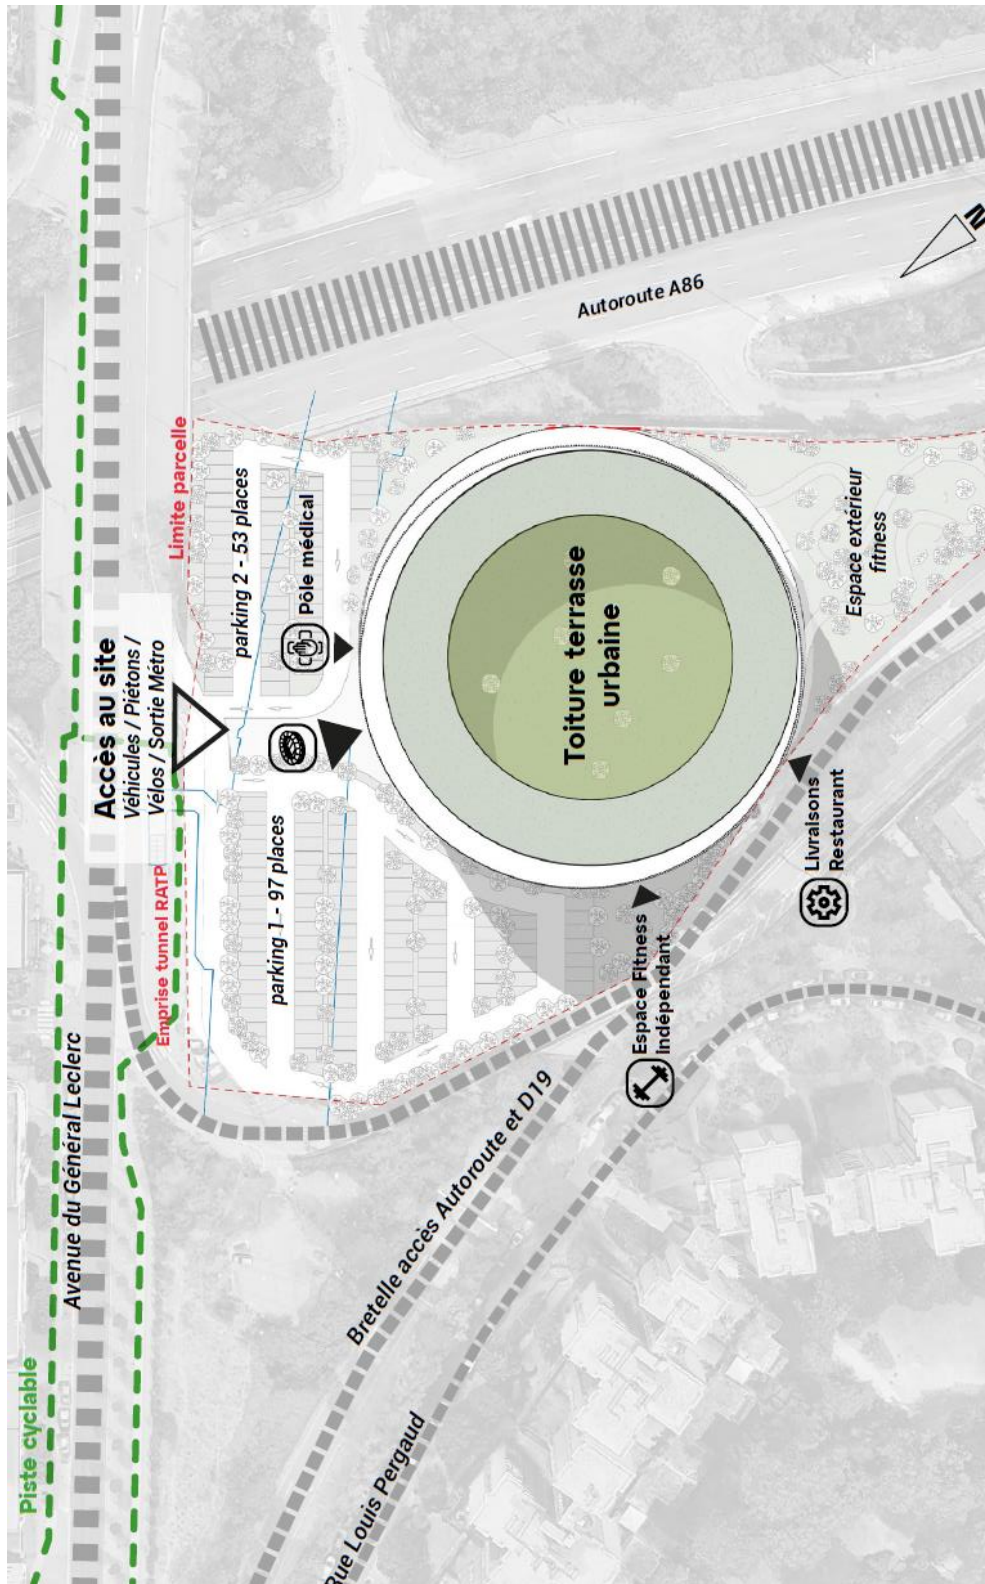 Piste cyclable
Avenue du Général Leclerc
Accès au site
Véhicules / Piétons /
Vélos / Sortie Métro
Emprise tunnel RATP
Limite parcelle
parking 1 - 97 places
parking 2 - 53 places
Pôle médical
Toiture terrasse
urbaine
Autoroute A86
N
Espace extérieur
fitness
Livraisons
Restaurant
Espace Fitness
Indépendant
Bretelle accès Autoroute et D19
Rue Louis Pergaud